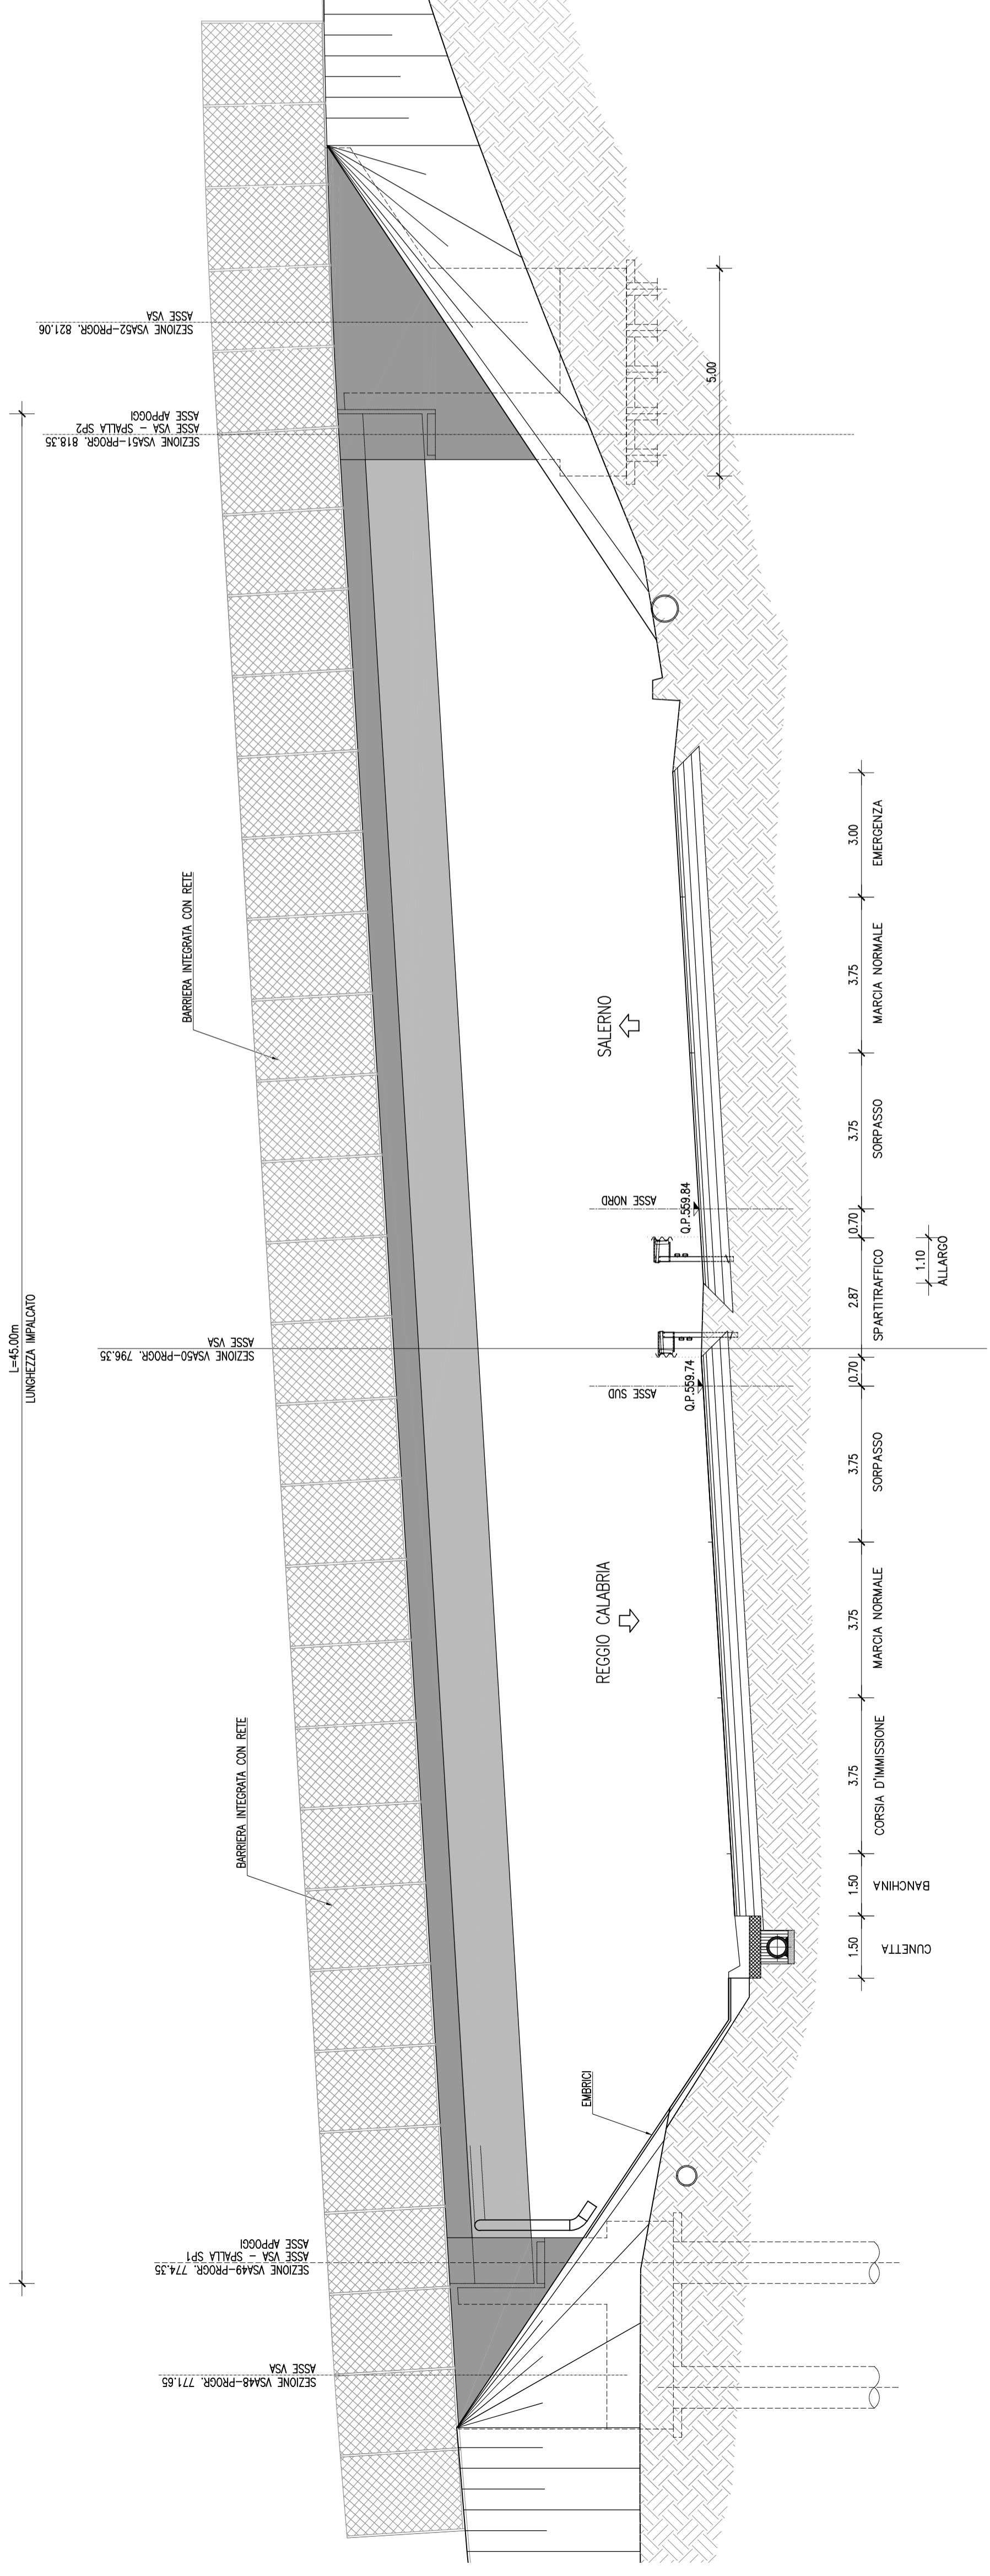 L=45.00m
LUNGHEZZA IMPALCATO
SEZIONE VSA48-PROGR. 771.65
ASSE VSA
SEZIONE VSA49-PROGR. 774.35
ASSE VSA - SPALLA SP1
ASSE APPOGGI
SEZIONE VSA50-PROGR. 796.35
ASSE VSA
SEZIONE VSA51-PROGR. 818.35
ASSE VSA - SPALLA SP2
ASSE APPOGGI
SEZIONE VSA52-PROGR. 821.06
ASSE VSA
BARRIERA INTEGRATA CON RETE
BARRIERA INTEGRATA CON RETE
EMBRICI
REGGIO CALABRIA
SALERNO
ASSE SUD
Q.P.559.74
ASSE NORD
Q.P.559.84
5.00
1.50
1.50
3.75
3.75
3.75
0.70
2.87
0.70
3.75
3.75
3.00
CUNETTA
BANCHINA
CORSIA D'IMMISSIONE
MARCIA NORMALE
SORPASSO
SPARTITRAFFICO
SORPASSO
MARCIA NORMALE
EMERGENZA
1.10
ALLARGO